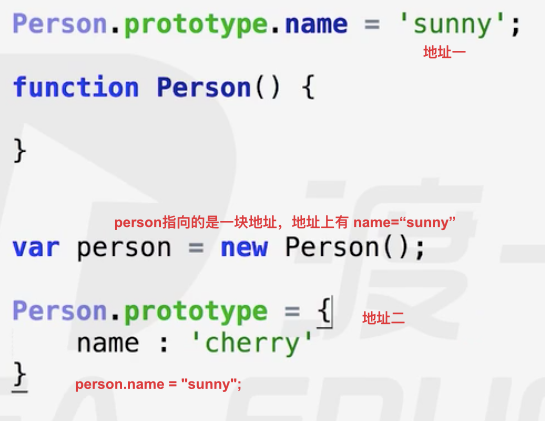 Person.prototype.name = 'sunny';
地址一
function Person() {
}
person指向的是一块地址，地址上有 name=“sunny”
var person = new Person();
Person.prototype = {
地址二
name : 'cherry'
}
person.name = "sunny";